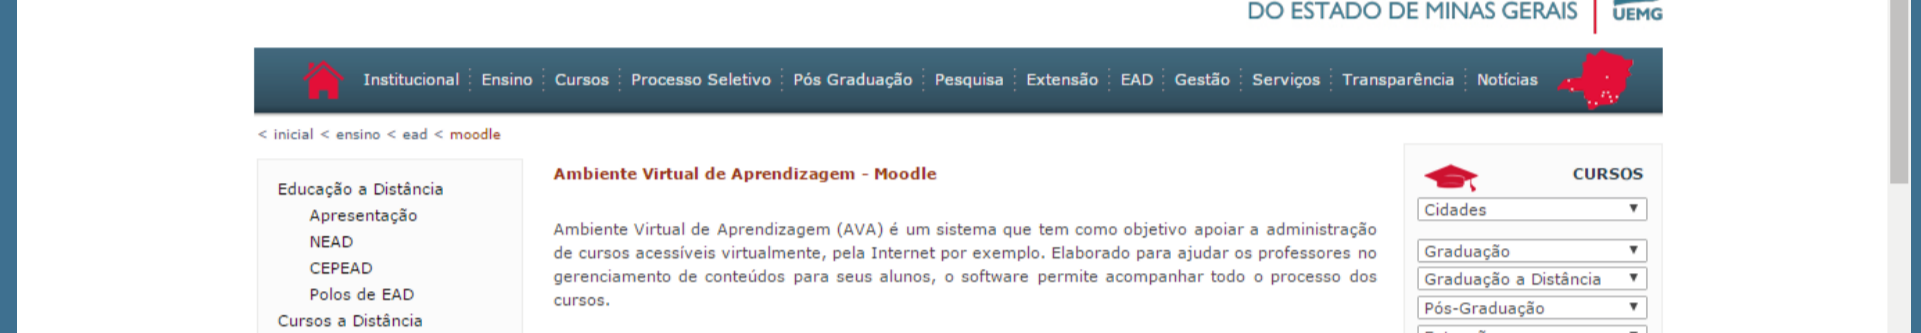 DO ESTADO DE MINAS GERAIS
UEMG
Institucional Ensino Cursos Processo Seletivo Pós Graduação Pesquisa Extensão EAD Gestão Serviços Transparência Notícias
< inicial < ensino < ead < moodle
Educação a Distância
Apresentação
NEAD
CEPEAD
Polos de EAD
Cursos a Distância
Ambiente Virtual de Aprendizagem - Moodle
Ambiente Virtual de Aprendizagem (AVA) é um sistema que tem como objetivo apoiar a administração
de cursos acessíveis virtualmente, pela Internet por exemplo. Elaborado para ajudar os professores no
gerenciamento de conteúdos para seus alunos, o software permite acompanhar todo o processo dos
cursos.
CURSOS
Cidades
Graduação
Graduação a Distância
Pós-Graduação